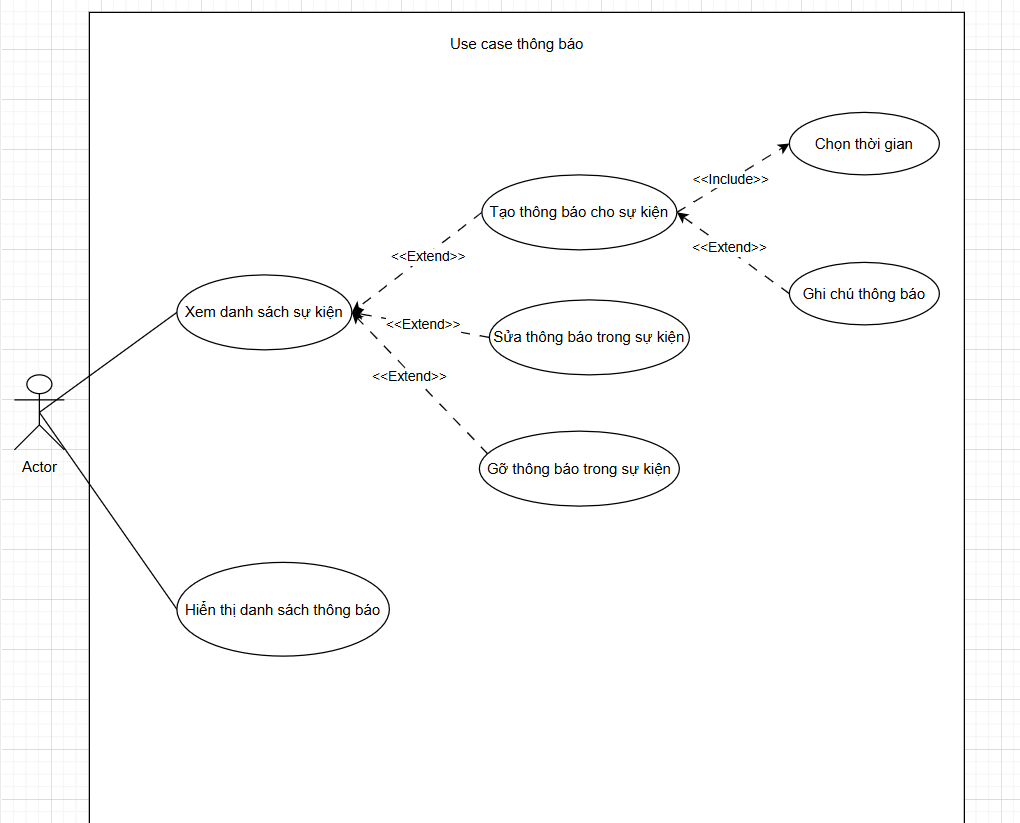 Use case thông báo
Chọn thời gian
<<Include>>
Tạo thông báo cho sự kiện
<<Extend>>
<<Extend>>
Ghi chú thông báo
Xem danh sách sự kiện
<<Extend>>
Sửa thông báo trong sự kiện
<<Extend>>
Gỡ thông báo trong sự kiện
Actor
Hiển thị danh sách thông báo